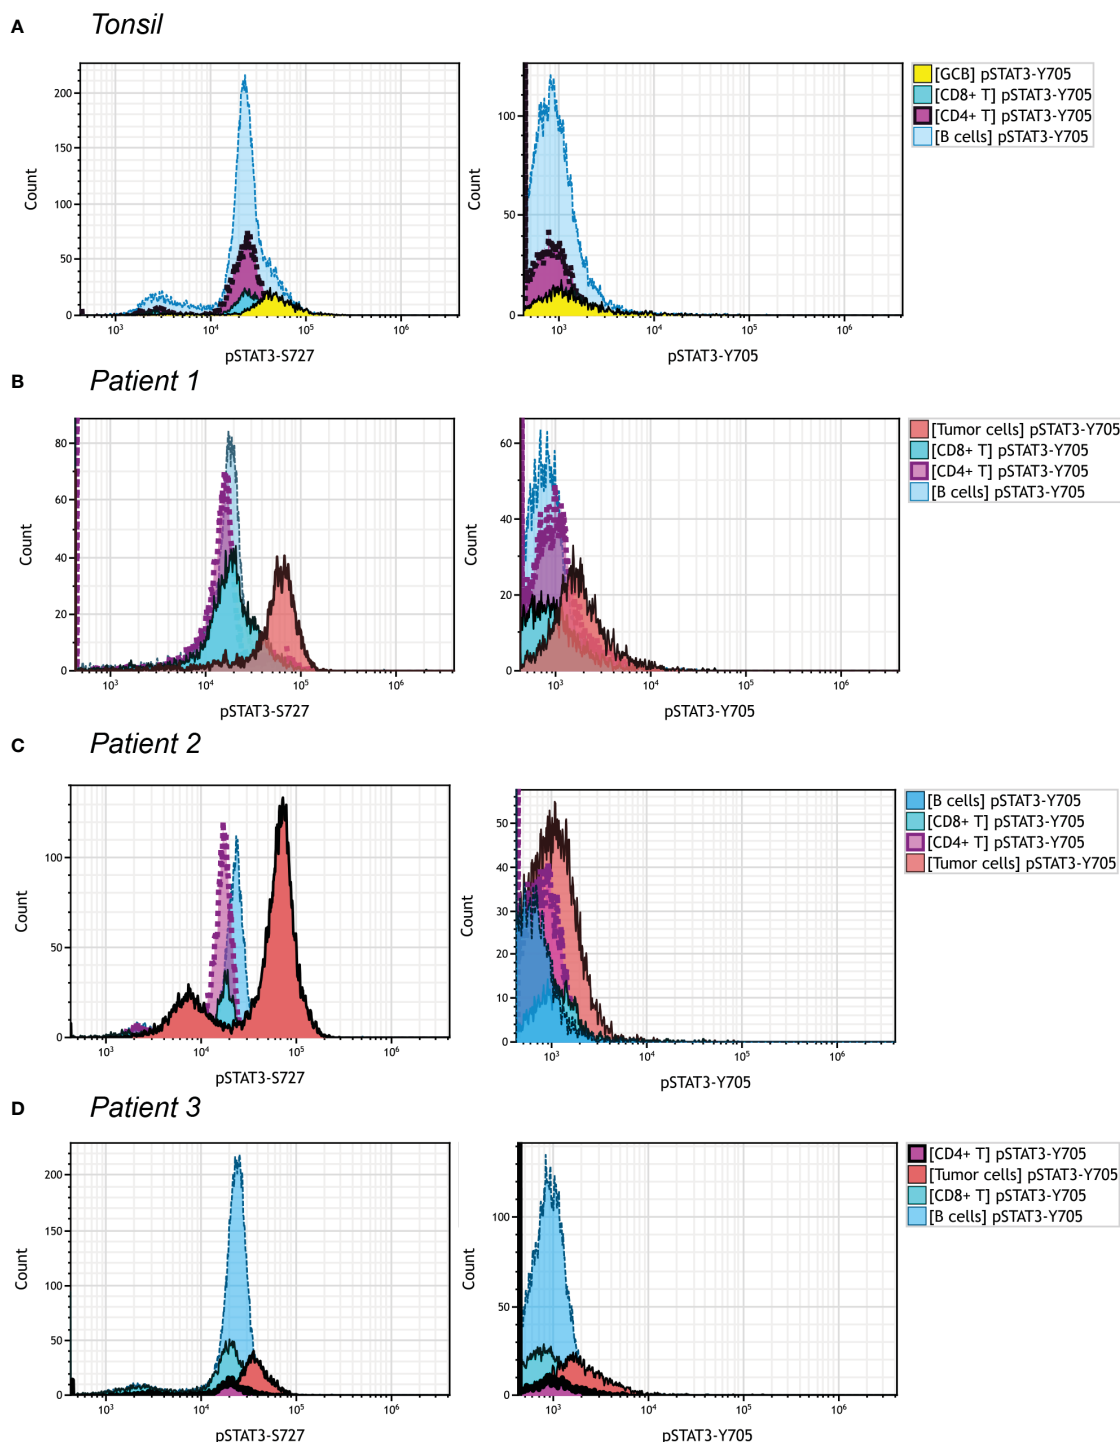 A Tonsil
200
150
100
50
0
Count
10³ 10⁴ 10⁵ 10⁶
pSTAT3-S727
100
50
0
Count
10³ 10⁴ 10⁵ 10⁶
pSTAT3-Y705
[GCB] pSTAT3-Y705
[CD8+ T] pSTAT3-Y705
[CD4+ T] pSTAT3-Y705
[B cells] pSTAT3-Y705
B Patient 1
80
60
40
20
0
Count
10³ 10⁴ 10⁵ 10⁶
pSTAT3-S727
60
40
20
0
Count
10³ 10⁴ 10⁵ 10⁶
pSTAT3-Y705
[Tumor cells] pSTAT3-Y705
[CD8+ T] pSTAT3-Y705
[CD4+ T] pSTAT3-Y705
[B cells] pSTAT3-Y705
C Patient 2
100
50
0
Count
10³ 10⁴ 10⁵ 10⁶
pSTAT3-S727
50
40
30
20
10
0
Count
10³ 10⁴ 10⁵ 10⁶
pSTAT3-Y705
[B cells] pSTAT3-Y705
[CD8+ T] pSTAT3-Y705
[CD4+ T] pSTAT3-Y705
[Tumor cells] pSTAT3-Y705
D Patient 3
200
150
100
50
0
Count
10³ 10⁴ 10⁵ 10⁶
pSTAT3-S727
100
50
0
Count
10³ 10⁴ 10⁵ 10⁶
pSTAT3-Y705
[CD4+ T] pSTAT3-Y705
[Tumor cells] pSTAT3-Y705
[CD8+ T] pSTAT3-Y705
[B cells] pSTAT3-Y705